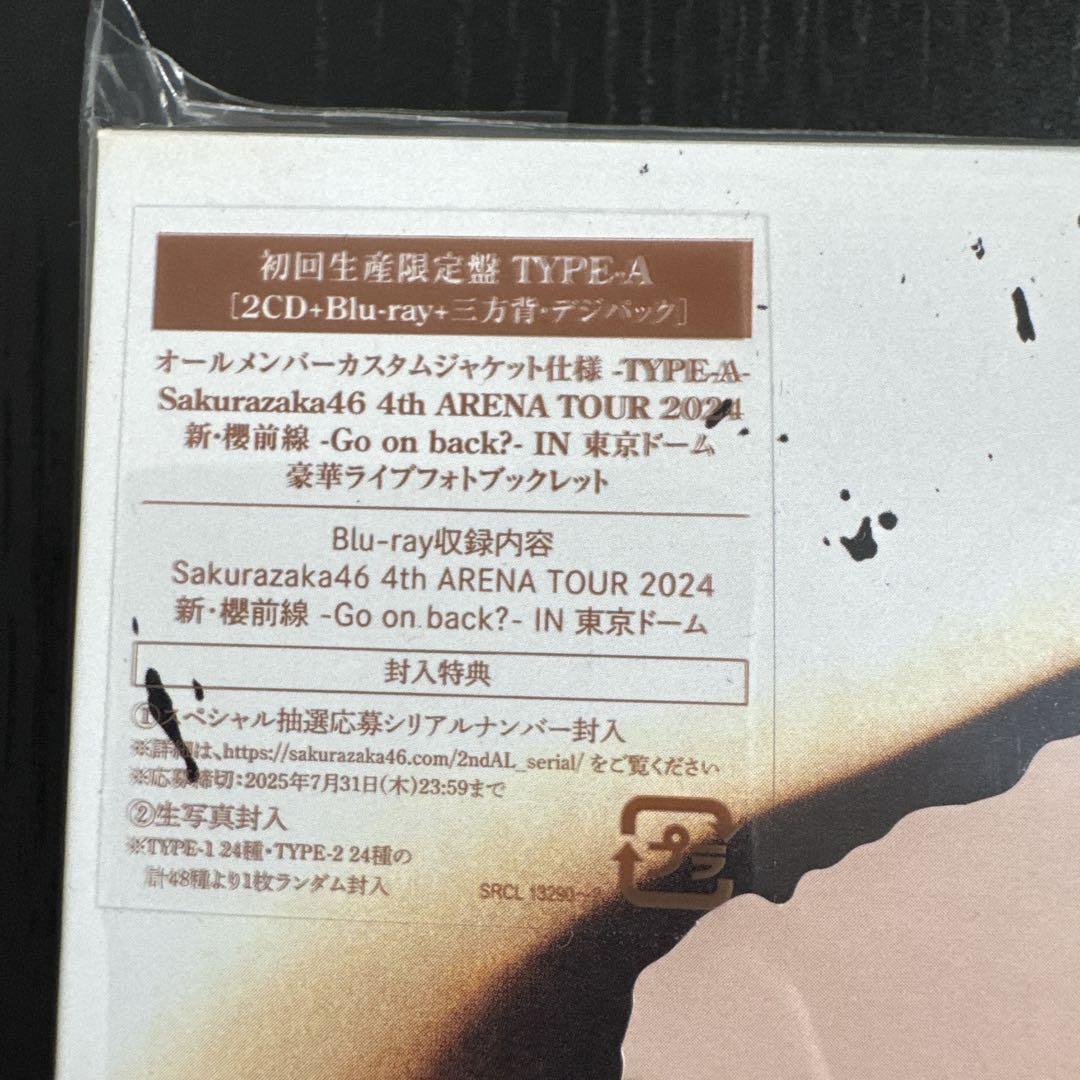 初回生産限定盤 TYPE-A
[2CD+Blu-ray+三方背・デジパック]
オールメンバーカスタムジャケット仕様 -TYPE-A-
Sakurazaka46 4th ARENA TOUR 2024
新・櫻前線 -Go on back?- IN 東京ドーム
豪華ライブフォトブックレット
Blu-ray収録内容
Sakurazaka46 4th ARENA TOUR 2024
新・櫻前線 -Go on back?- IN 東京ドーム
封入特典
①スペシャル抽選応募シリアルナンバー封入
※詳細は、https://sakurazaka46.com/2ndAL_serial/ をご覧ください
※応募締切：2025年7月31日(木)23:59まで
②生写真封入
※TYPE-1 24種・TYPE-2 24種の
計48種より1枚ランダム封入
SRCL 13290～
プラ